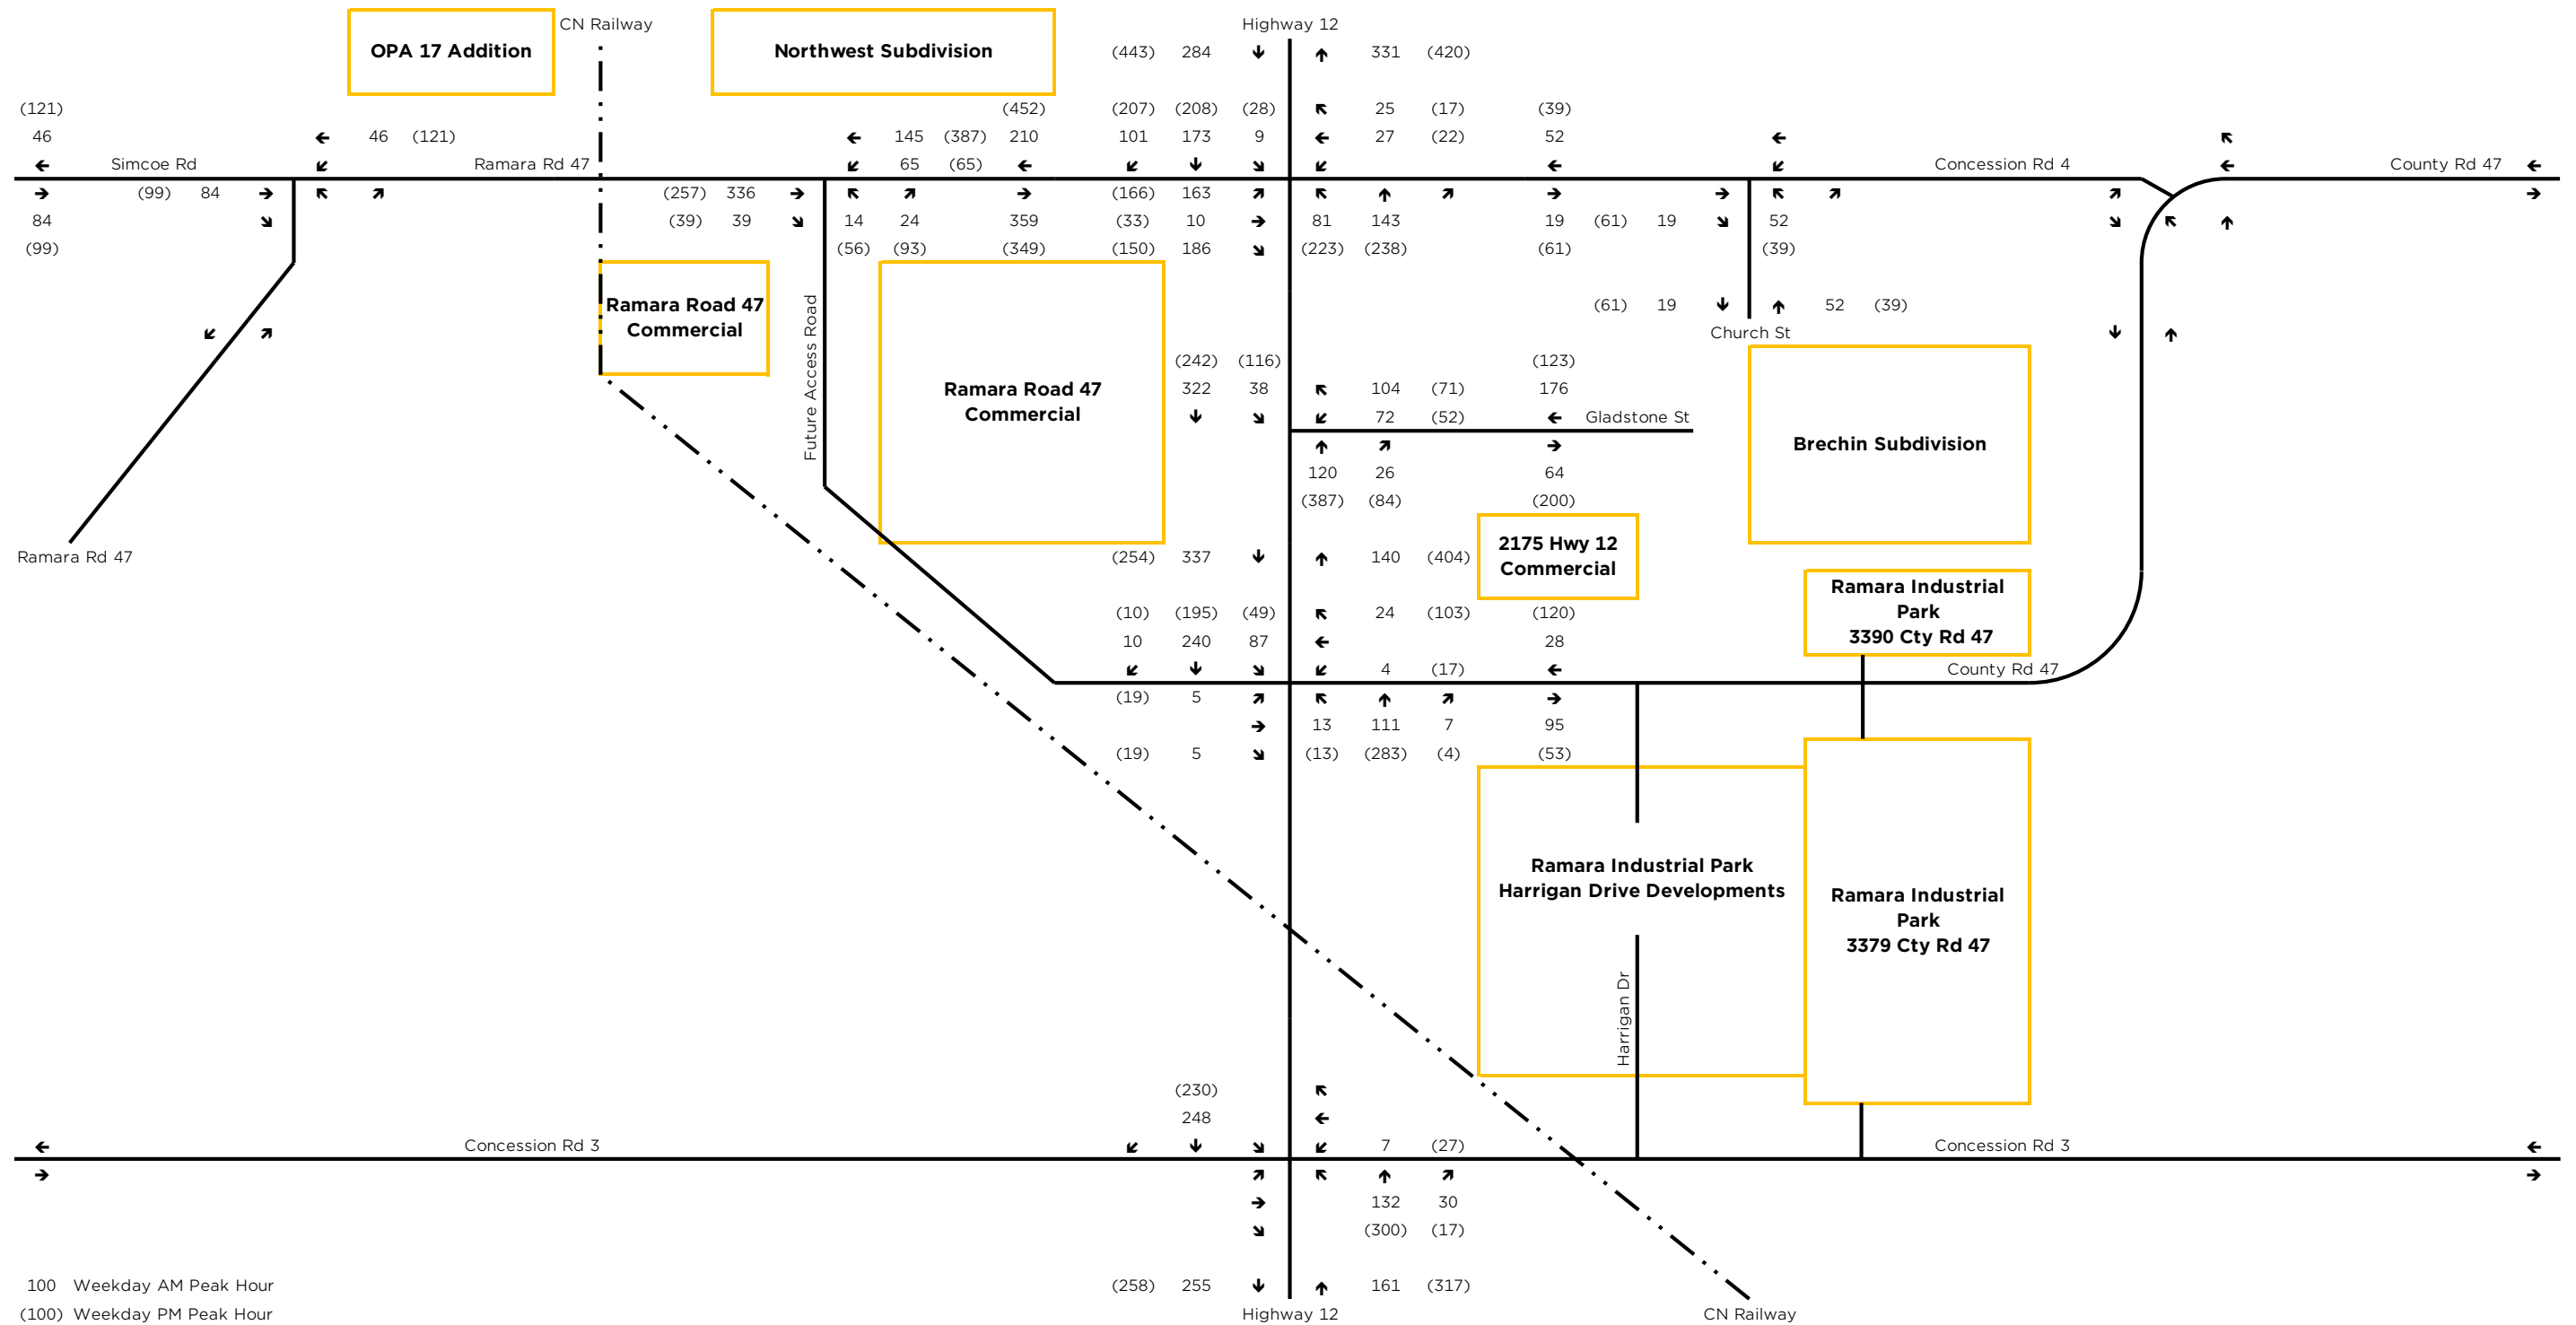 CN Railway
Highway 12
OPA 17 Addition
Northwest Subdivision
(443) 284 331 (420)
(121) (452) (207) (208) (28) 25 (17) (39)
46 46 (121) 145 (387) 210 101 173 9 27 (22) 52
Simcoe Rd Ramara Rd 47 65 (65) Concession Rd 4 County Rd 47
(99) 84 (257) 336 (166) 163
84 (39) 39 14 24 359 (33) 10 81 143 19 (61) 19 52
(99) (56) (93) (349) (150) 186 (223) (238) (61) (39)
Ramara Road 47
Commercial
(61) 19 52 (39)
Church St
Future Access Road
(242) (116) (123)
Ramara Road 47
Commercial
322 38 104 (71) 176
72 (52) Gladstone St
Brechin Subdivision
120 26 64
(387) (84) (200)
2175 Hwy 12
Commercial
Ramara Rd 47
(254) 337 140 (404)
Ramara Industrial
Park
3390 Cty Rd 47
(10) (195) (49) 24 (103) (120)
10 240 87 28
4 (17) County Rd 47
(19) 5
13 111 7 95
(19) 5 (13) (283) (4) (53)
Ramara Industrial Park
Harrigan Drive Developments
Ramara Industrial
Park
3379 Cty Rd 47
Harrigan Dr
(230)
248
Concession Rd 3 7 (27) Concession Rd 3
132 30
(300) (17)
100 Weekday AM Peak Hour (258) 255 161 (317)
(100) Weekday PM Peak Hour Highway 12 CN Railway